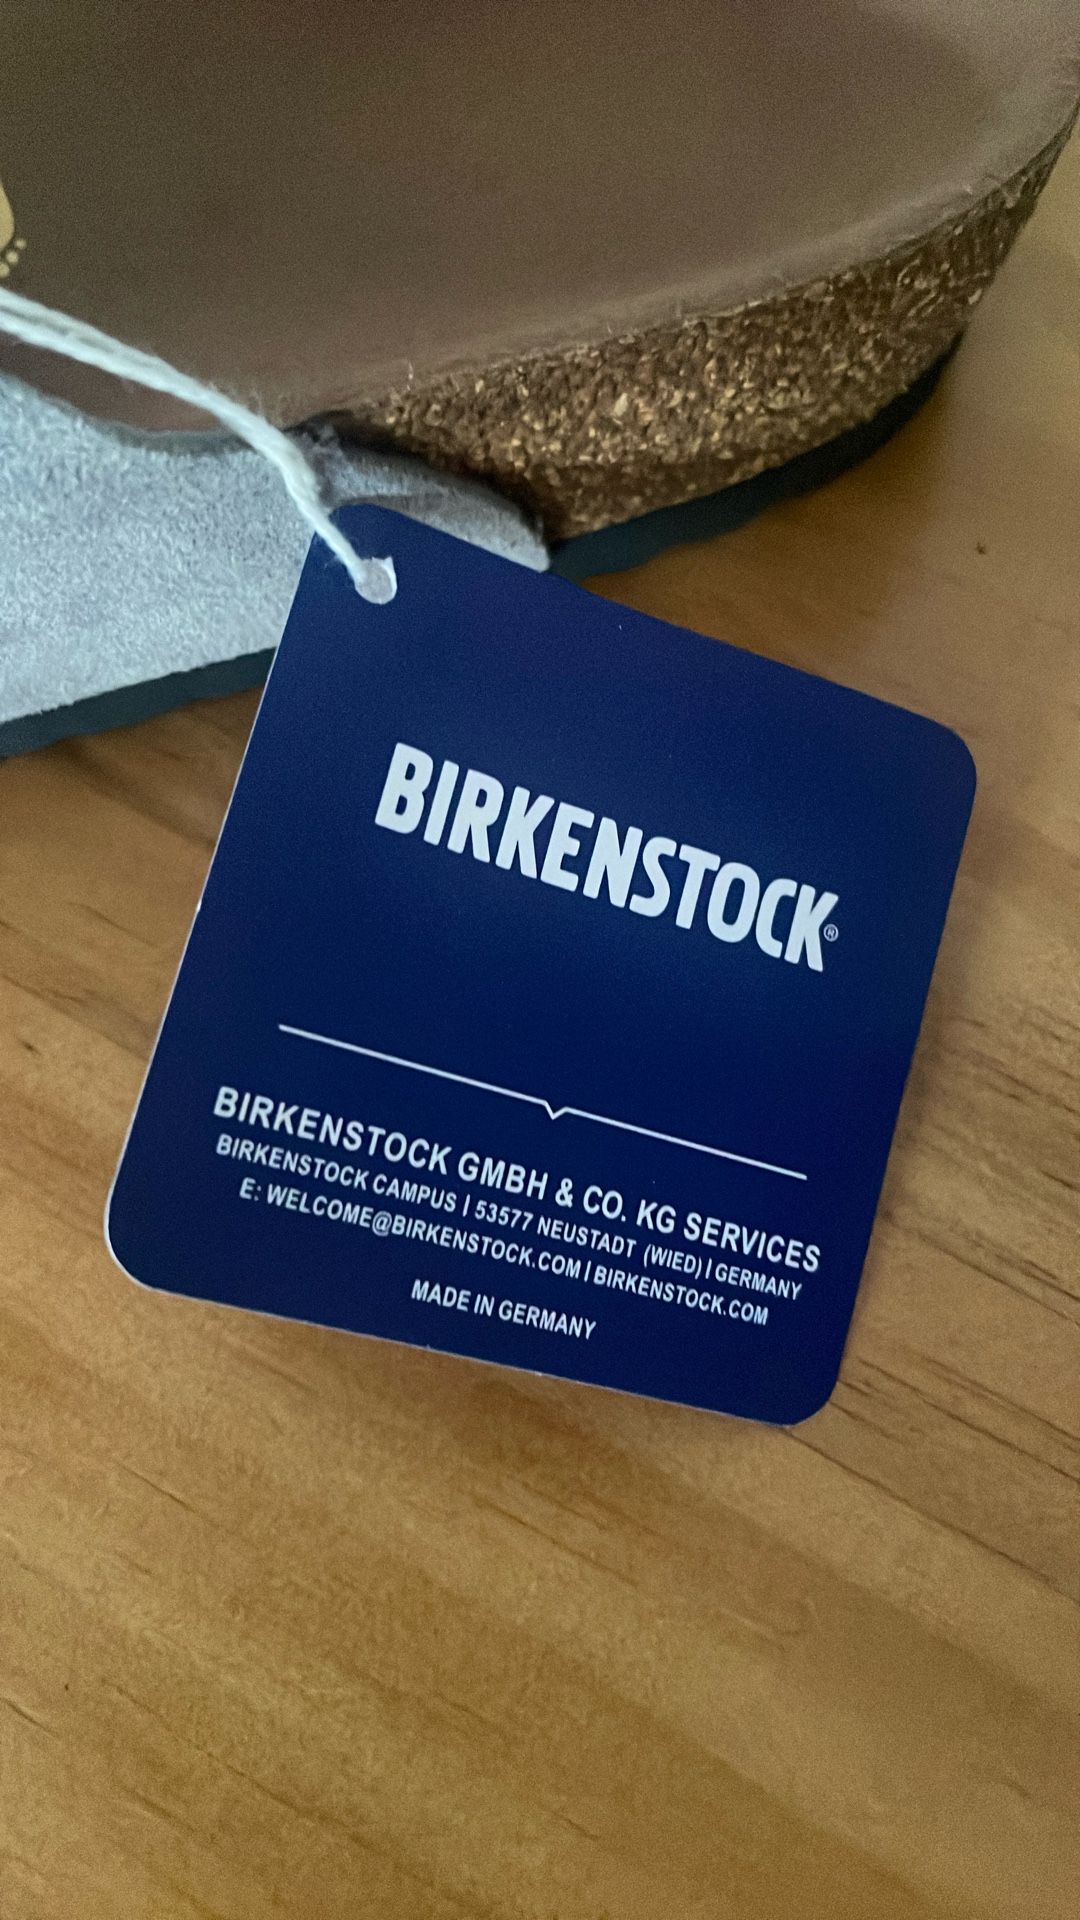 BIRKENSTOCK®
BIRKENSTOCK GMBH & CO. KG SERVICES
BIRKENSTOCK CAMPUS | 53577 NEUSTADT (WIED) | GERMANY
E: WELCOME@BIRKENSTOCK.COM | BIRKENSTOCK.COM
MADE IN GERMANY